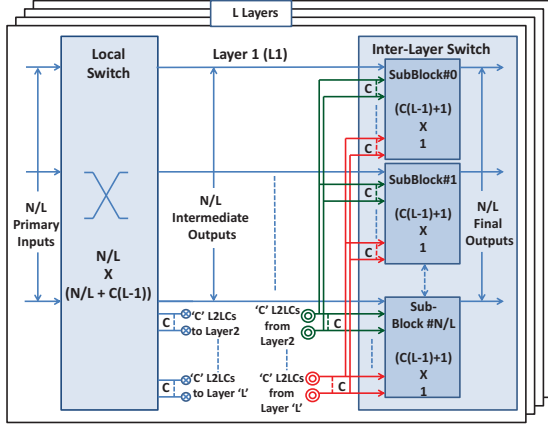 L Layers
Local
Switch
Layer 1 (L1)
Inter-Layer Switch
SubBlock#0
(C(L-1)+1)
X
1
C
C
SubBlock#1
(C(L-1)+1)
X
1
C
C
N/L
Primary
Inputs
N/L
Intermediate
Outputs
N/L
Final
Outputs
N/L
X
(N/L + C(L-1))
Sub-
Block #N/L
(C(L-1)+1)
X
1
C
'C' L2LCs
to Layer2
'C' L2LCs
from
Layer2
C
C
'C' L2LCs
to Layer 'L'
'C' L2LCs
from
Layer 'L'
C